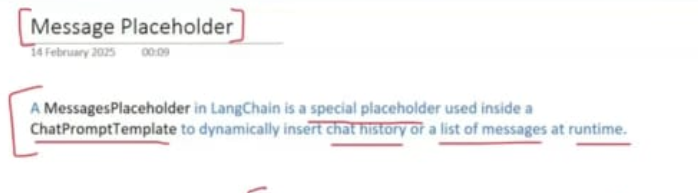 Message Placeholder
14 February 2025 00:09
A MessagesPlaceholder in LangChain is a special placeholder used inside a
ChatPromptTemplate to dynamically insert chat history or a list of messages at runtime.